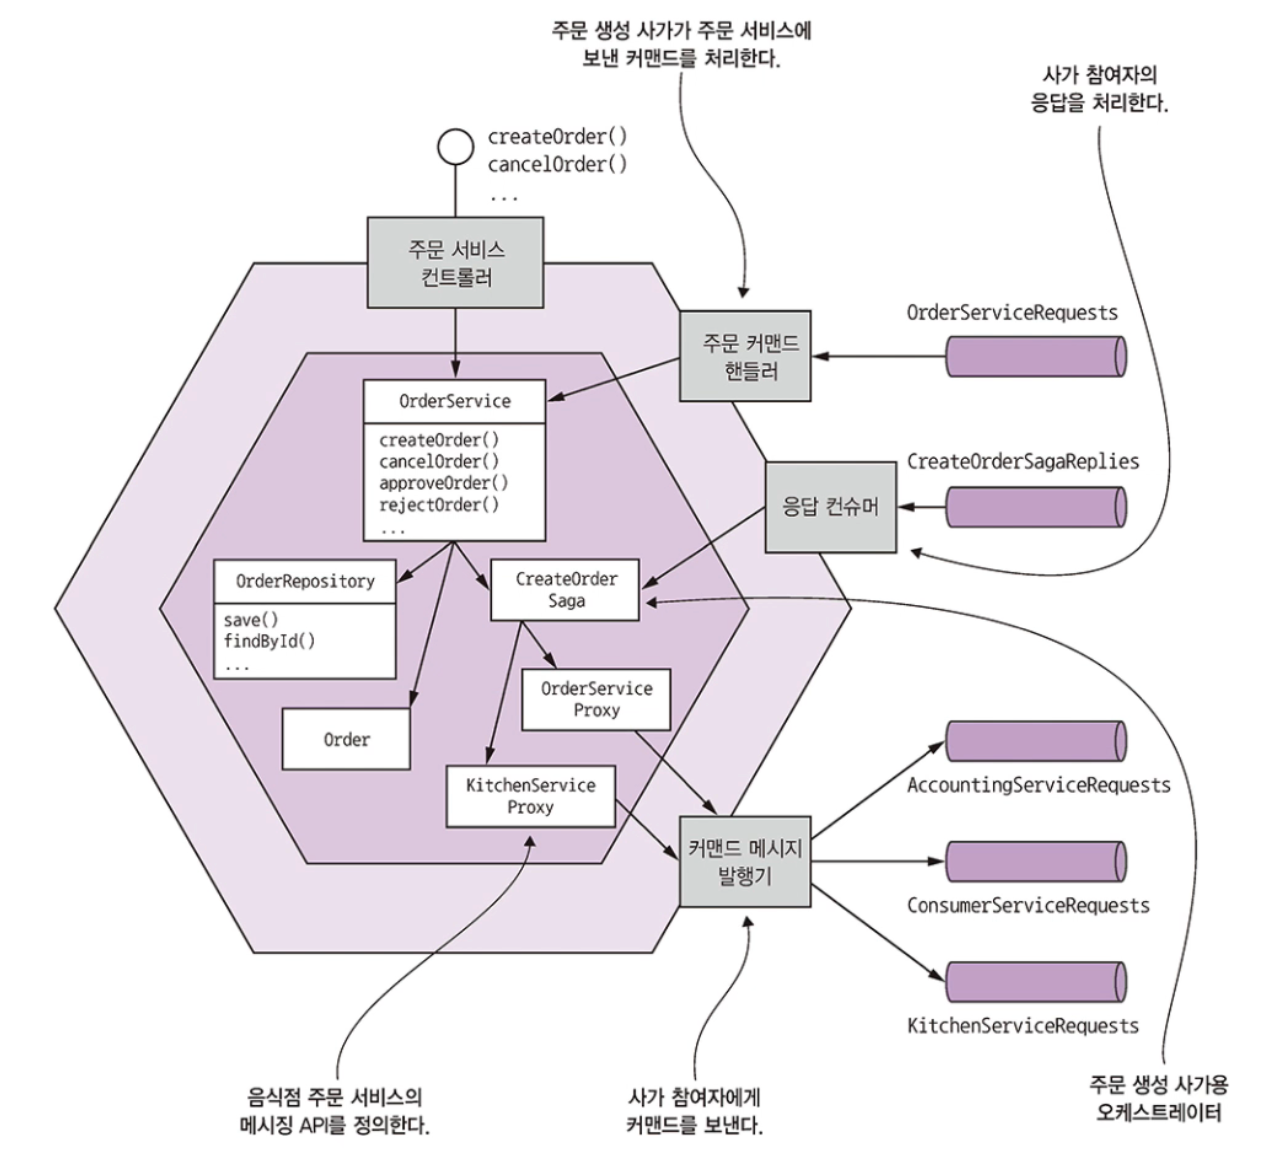 주문 생성 사가가 주문 서비스에
보낸 커맨드를 처리한다.
사가 참여자의
응답을 처리한다.
createOrder()
cancelOrder()
...
주문 서비스
컨트롤러
OrderServiceRequests
주문 커맨드
핸들러
OrderService
createOrder()
cancelOrder()
approveOrder()
rejectOrder()
...
CreateOrderSagaReplies
응답 컨슈머
OrderRepository
save()
findById()
...
CreateOrder
Saga
OrderService
Proxy
Order
KitchenService
Proxy
커맨드 메시지
발행기
AccountingServiceRequests
ConsumerServiceRequests
KitchenServiceRequests
음식점 주문 서비스의
메시징 API를 정의한다.
사가 참여자에게
커맨드를 보낸다.
주문 생성 사가용
오케스트레이터